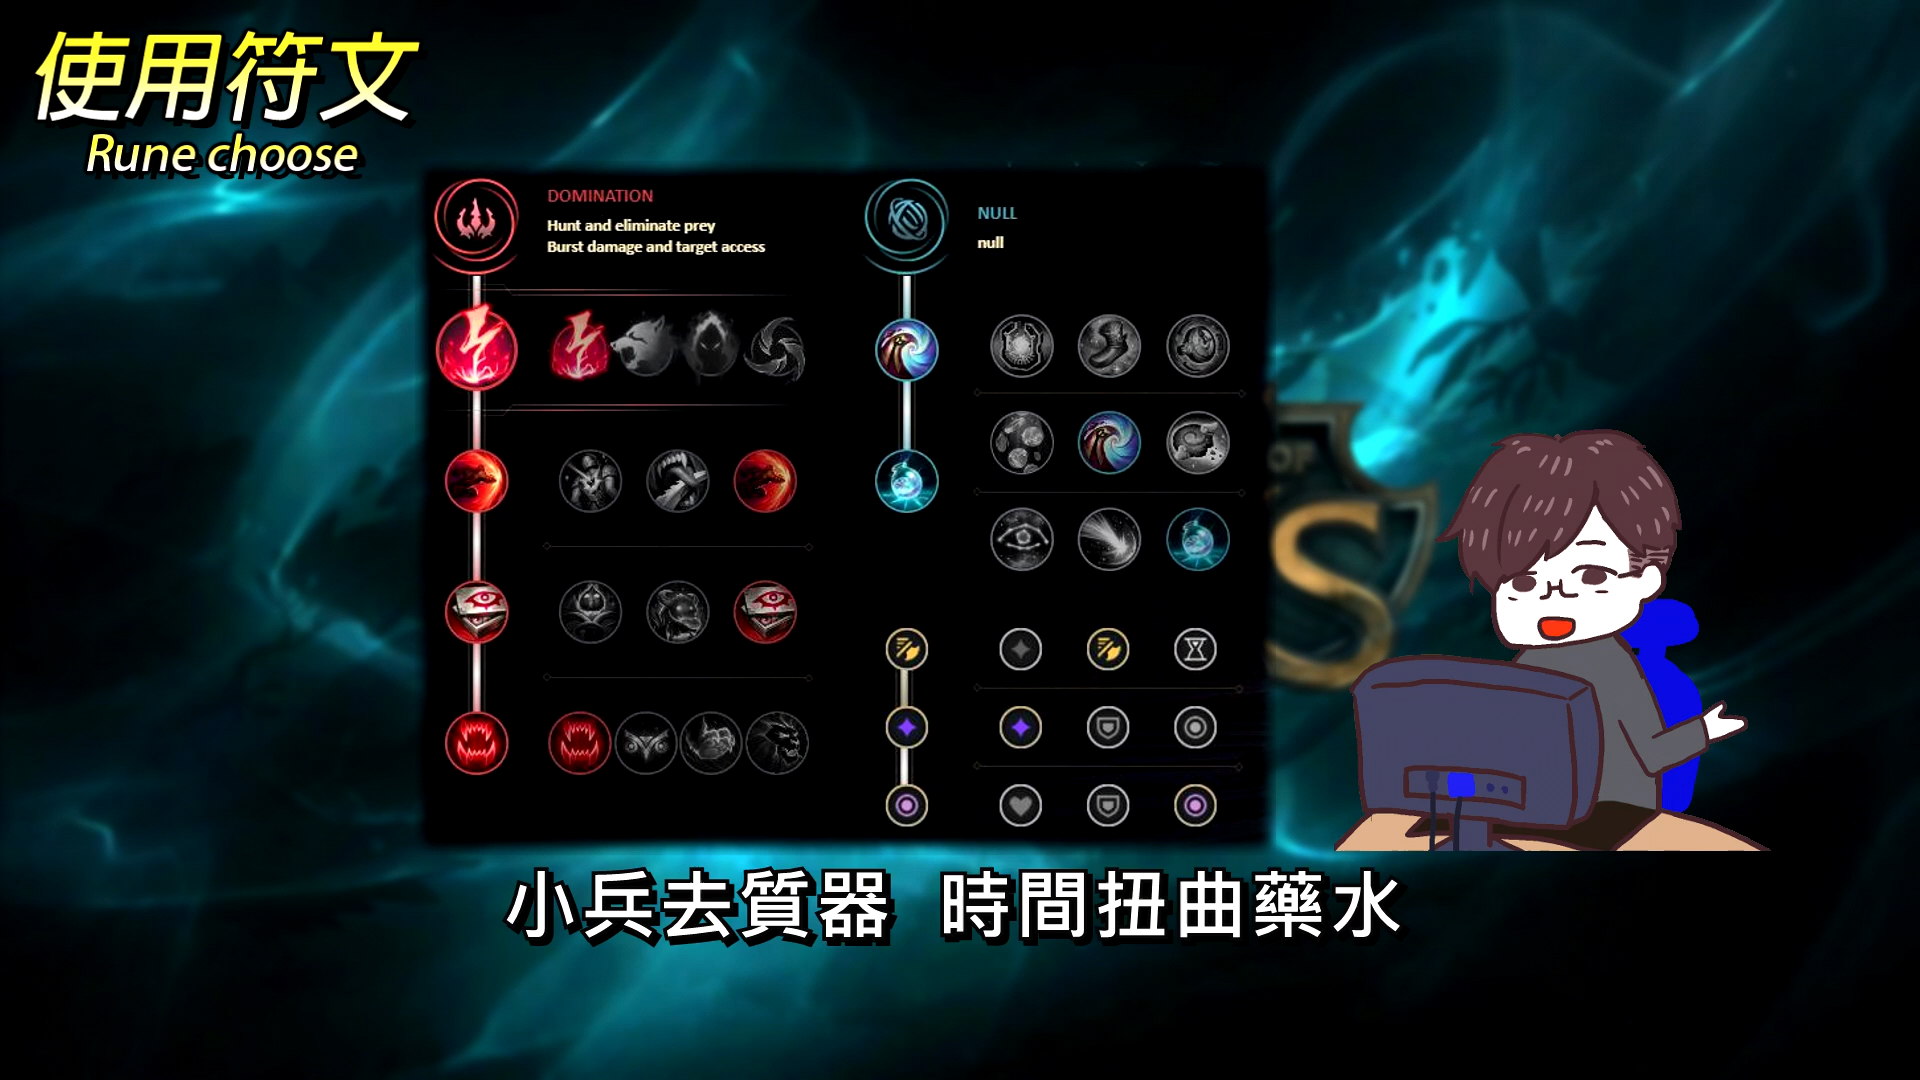 使用符文
Rune choose
DOMINATION
Hunt and eliminate prey
Burst damage and target access
NULL
null
OF
S
小兵去質器 時間扭曲藥水